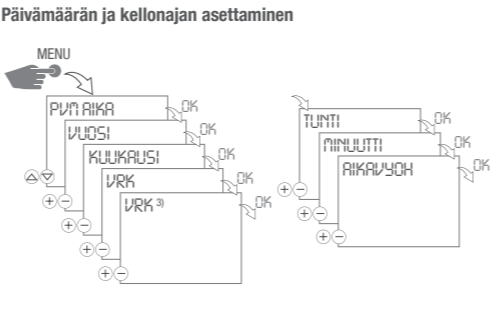 Päivämäärän ja kellonajan asettaminen
MENU
PVM AIKA
OK
VUOSI
OK
KUUKAUSI
OK
VRK
OK
VRK 3)
OK
TUNTI
OK
MINUUTTI
OK
AIKAVYOH
OK